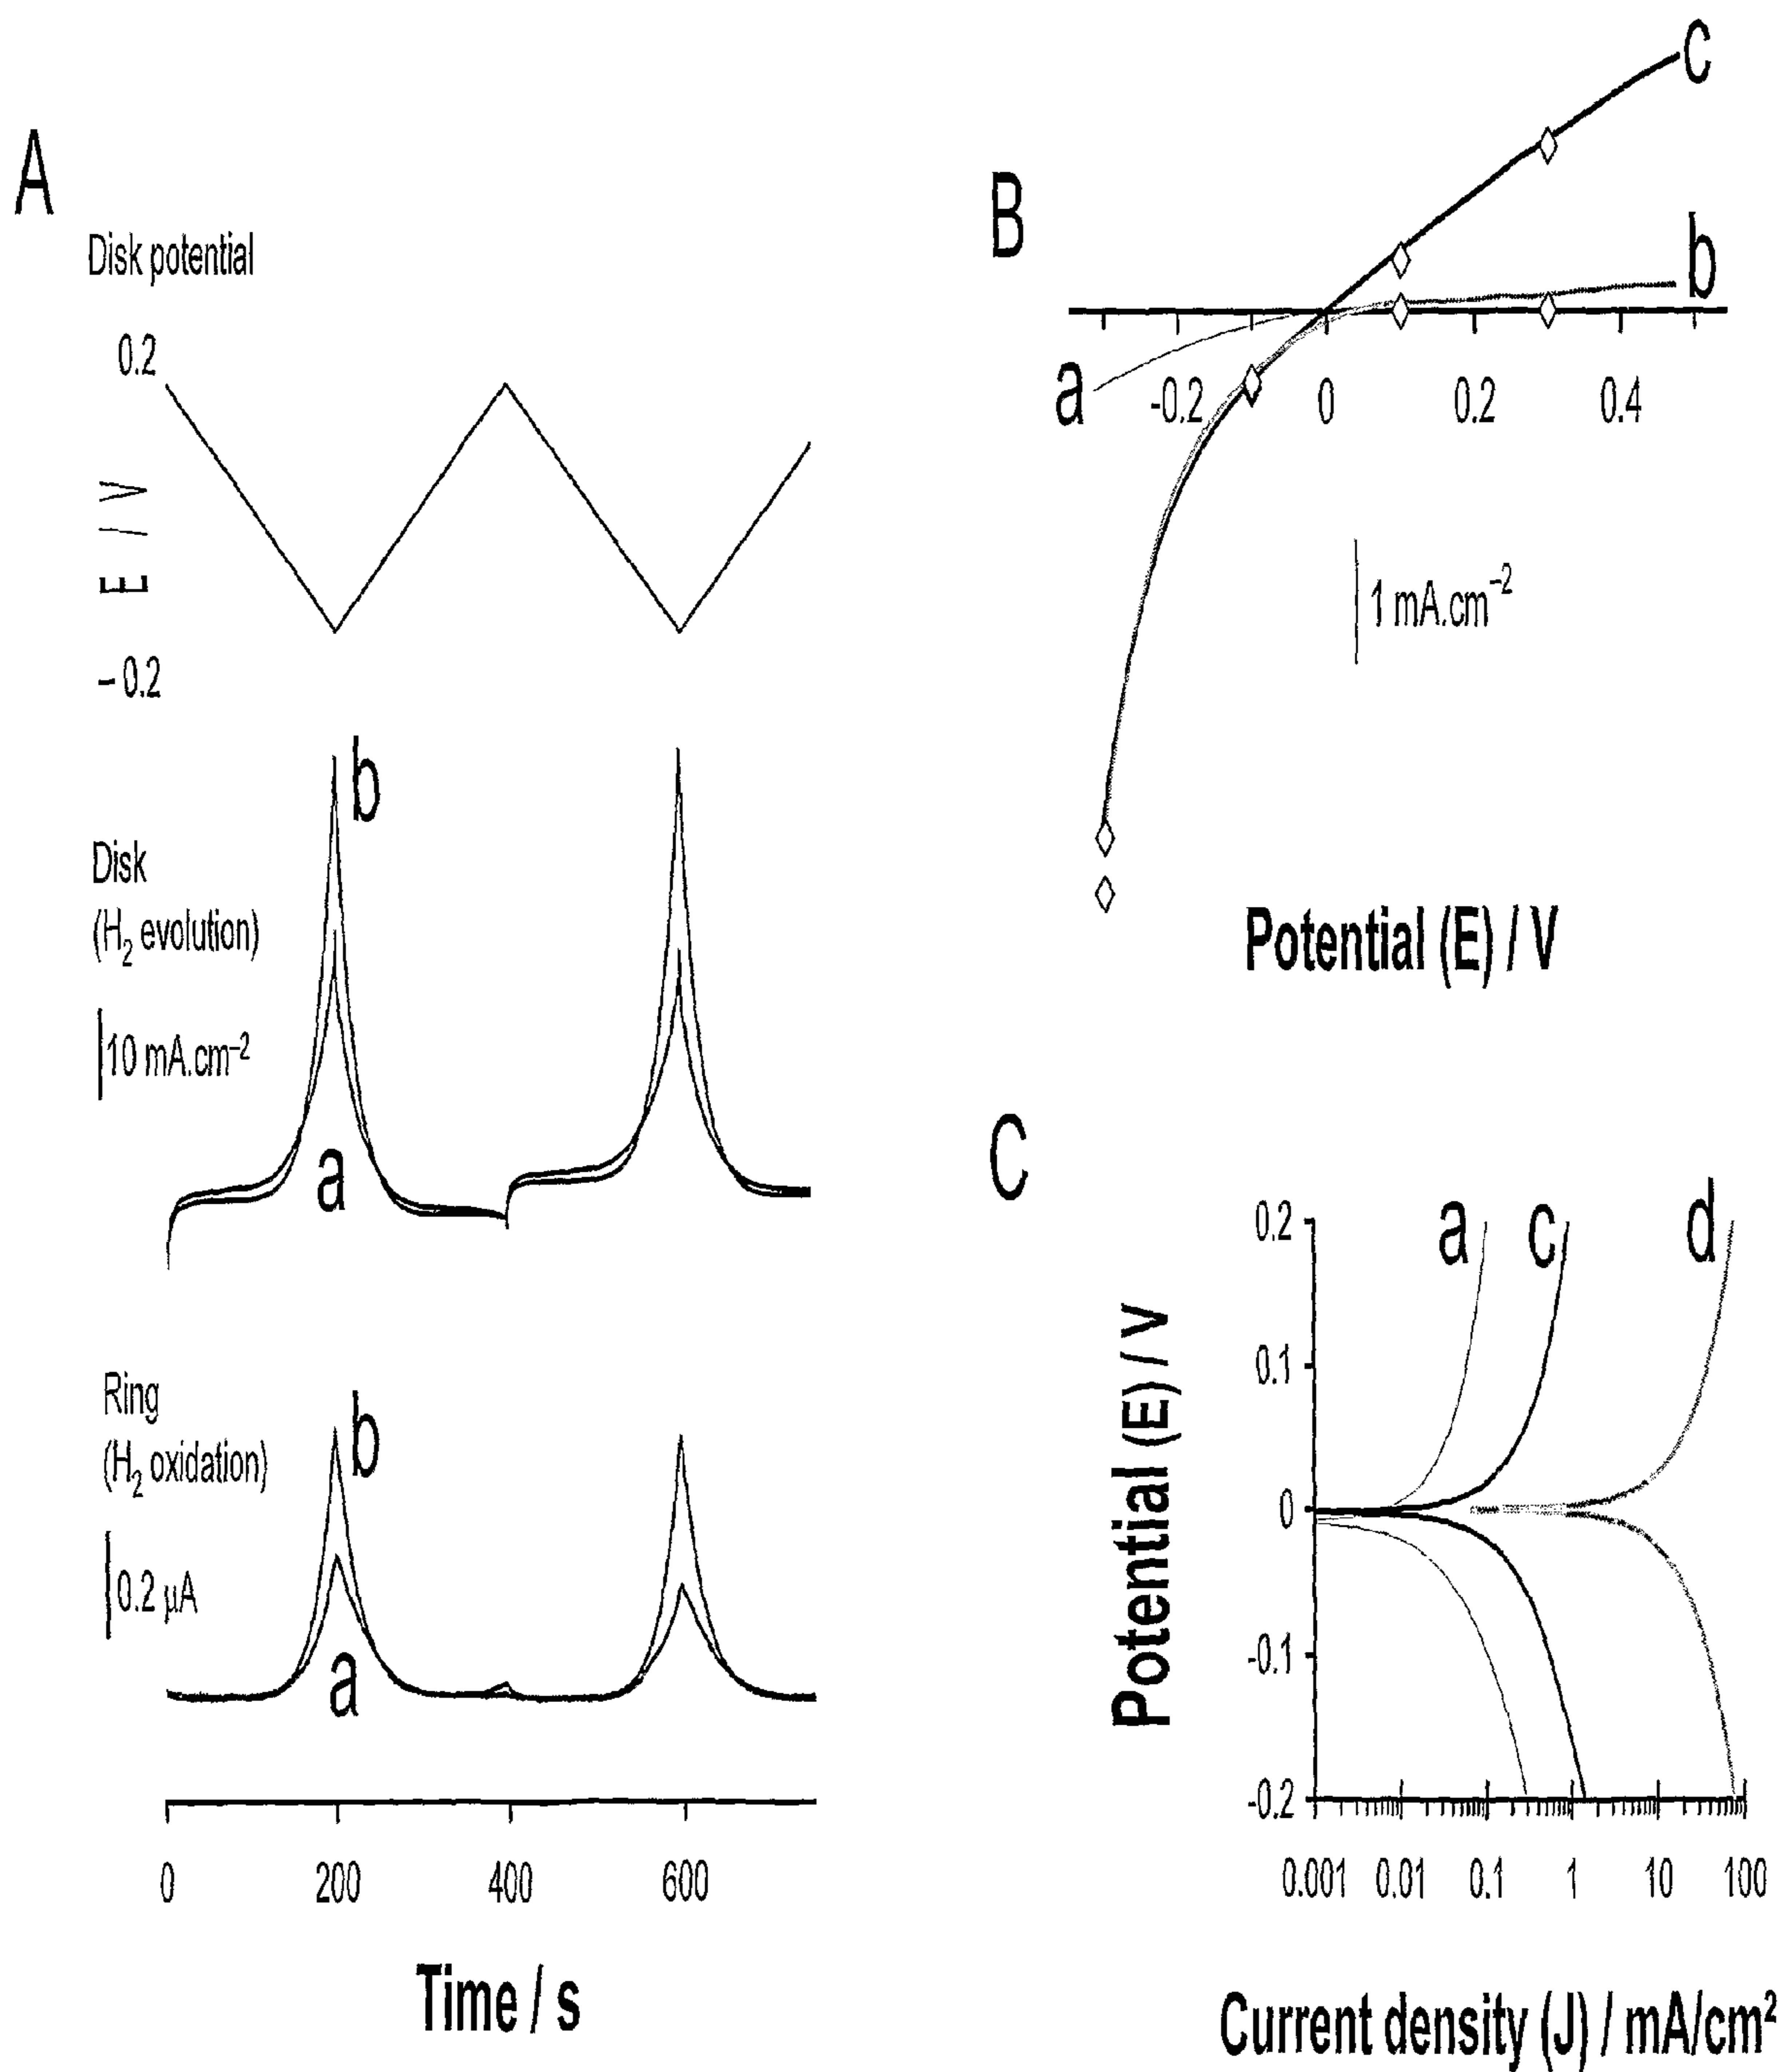 A
Disk potential
0.2
E / V
– 0.2
b
Disk
(H₂ evolution)
10 mA.cm⁻²
a
Ring
(H₂ oxidation)
b
0.2 µA
a
0 200 400 600
Time / s
B
c
b
a
-0.2 0 0.2 0.4
1 mA.cm⁻²
Potential (E) / V
C
a c d
0.2
0.1
0
-0.1
-0.2
Potential (E) / V
0.001 0.01 0.1 1 10 100
Current density (J) / mA/cm²